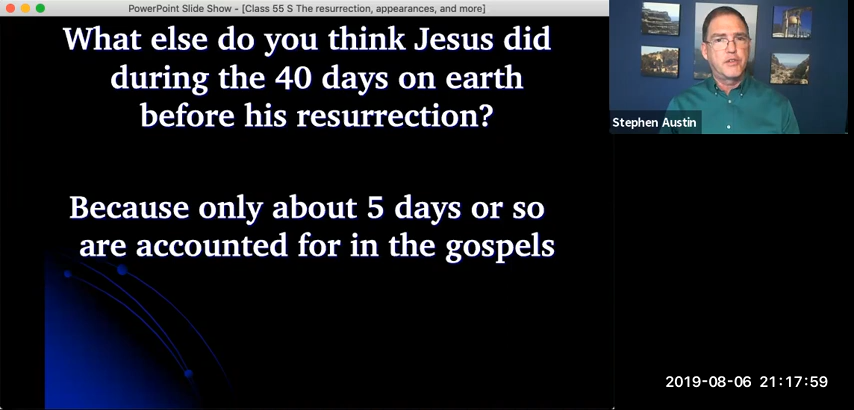 PowerPoint Slide Show - [Class 55 S The resurrection, appearances, and more]
What else do you think Jesus did
during the 40 days on earth
before his resurrection?
Because only about 5 days or so
are accounted for in the gospels
Stephen Austin
2019-08-06 21:17:59